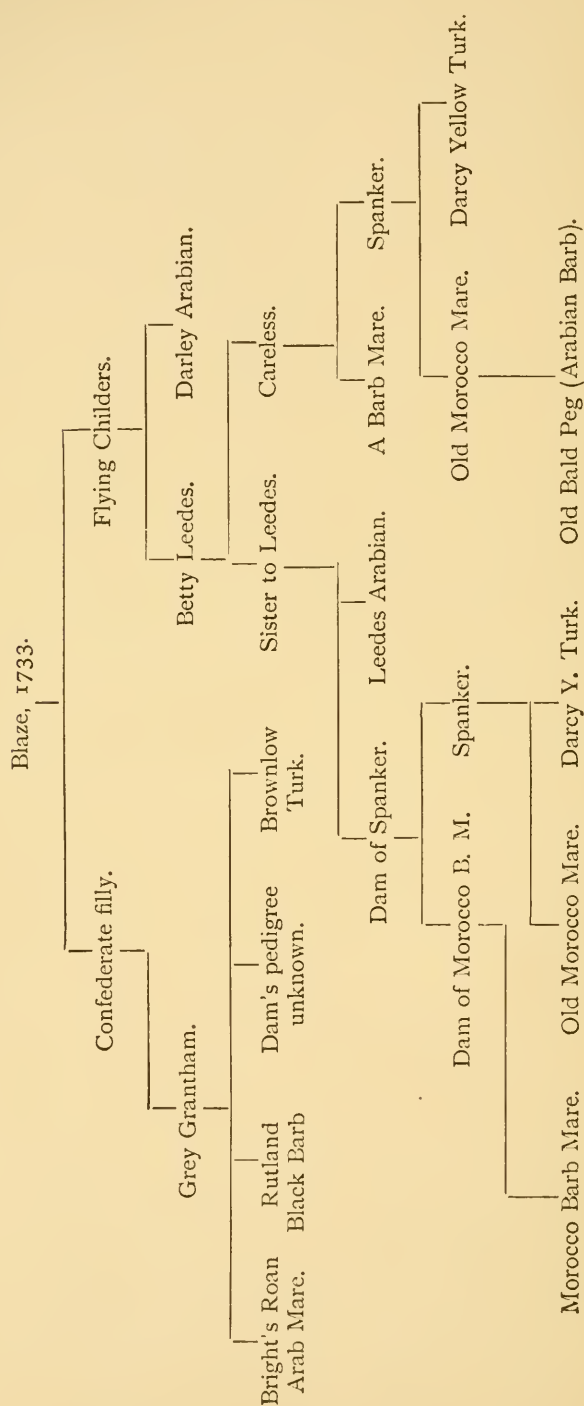 Blaze, 1733.
Confederate filly.
Flying Childers.
Grey Grantham.
Betty Leedes.
Darley Arabian.
Bright's Roan
Arab Mare.
Rutland
Black Barb
Dam's pedigree
unknown.
Brownlow
Turk.
Sister to Leedes.
Careless.
Dam of Spanker.
Leedes Arabian.
A Barb Mare.
Spanker.
Dam of Morocco B. M.
Spanker.
Old Morocco Mare.
Darcy Yellow Turk.
Morocco Barb Mare.
Old Morocco Mare.
Darcy Y. Turk.
Old Bald Peg (Arabian Barb).